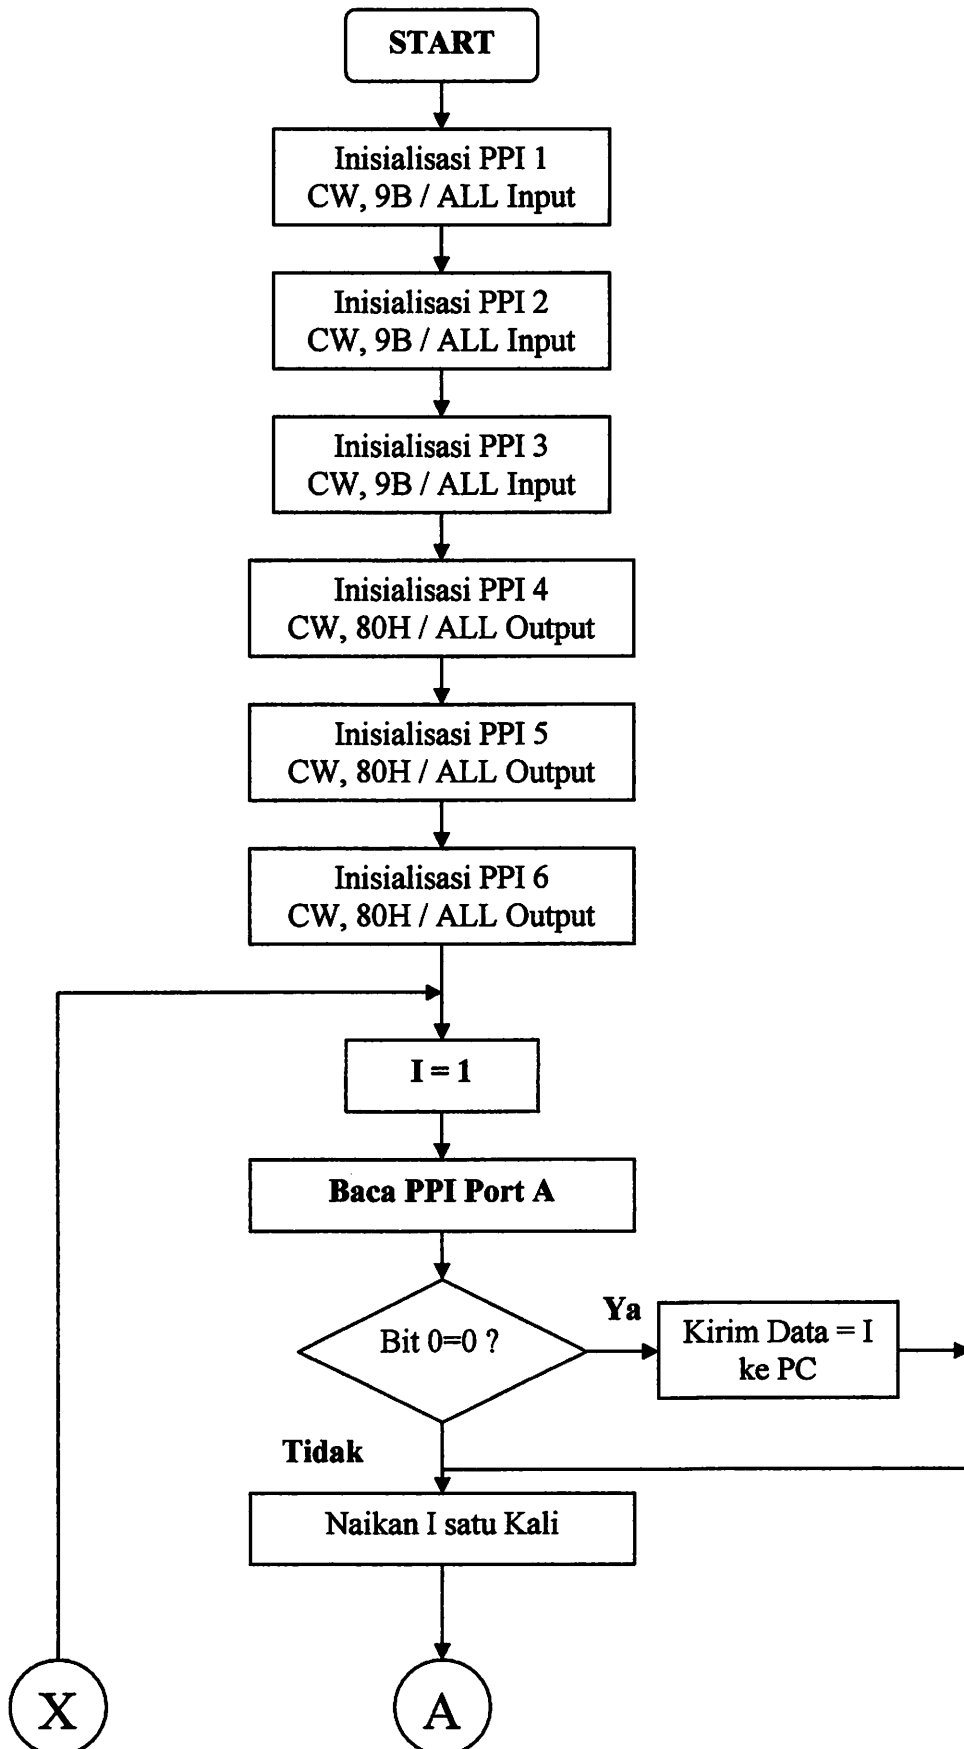 START
Inisialisasi PPI 1
CW, 9B / ALL Input
Inisialisasi PPI 2
CW, 9B / ALL Input
Inisialisasi PPI 3
CW, 9B / ALL Input
Inisialisasi PPI 4
CW, 80H / ALL Output
Inisialisasi PPI 5
CW, 80H / ALL Output
Inisialisasi PPI 6
CW, 80H / ALL Output
I = 1
Baca PPI Port A
Bit 0=0 ?
Ya
Kirim Data = I
ke PC
Tidak
Naikan I satu Kali
X
A